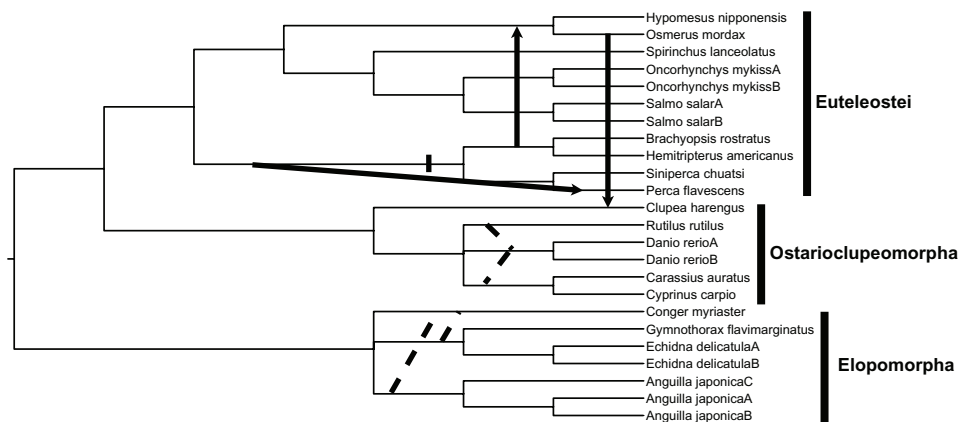 Hypomesus nipponensis
Osmerus mordax
Spirinchus lanceolatus
Oncorhynchys mykissA
Oncorhynchys mykissB
Salmo salarA
Salmo salarB
Brachyopsis rostratus
Hemitripterus americanus
Siniperca chuatsi
Perca flavescens
Euteleostei
Clupea harengus
Rutilus rutilus
Danio rerioA
Danio rerioB
Carassius auratus
Cyprinus carpio
Ostarioclupeomorpha
Conger myriaster
Gymnothorax flavimarginatus
Echidna delicatulaA
Echidna delicatulaB
Anguilla japonicaC
Anguilla japonicaA
Anguilla japonicaB
Elopomorpha